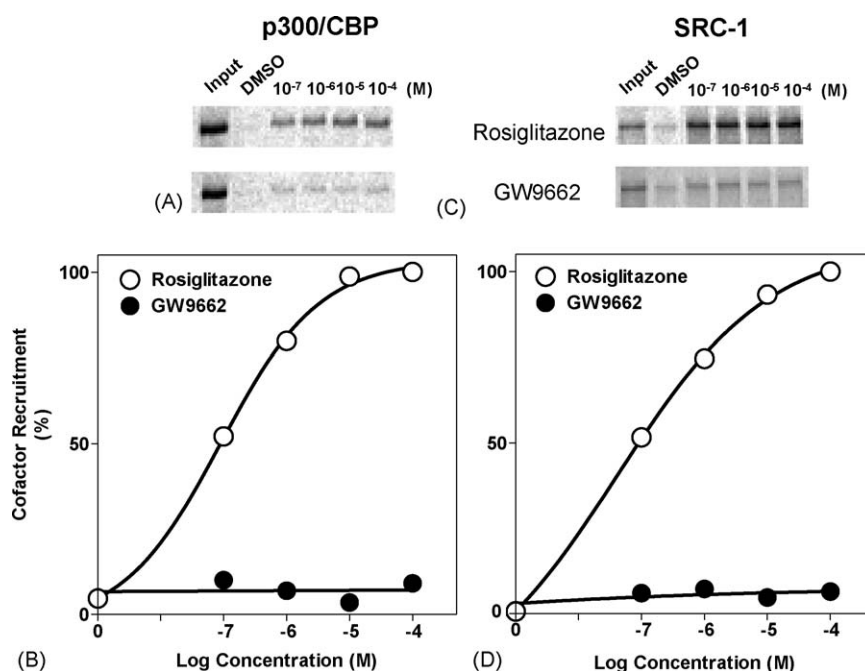 p300/CBP SRC-1
Input DMSO 10-7 10-6 10-5 10-4 (M) Input DMSO 10-7 10-6 10-5 10-4 (M)
Rosiglitazone
(A) (C) GW9662
100 Rosiglitazone
GW9662
50
0
0 -7 -6 -5 -4
Cofactor Recruitment
(%)
(B) Log Concentration (M)
100 Rosiglitazone
GW9662
50
0
0 -7 -6 -5 -4
(D) Log Concentration (M)